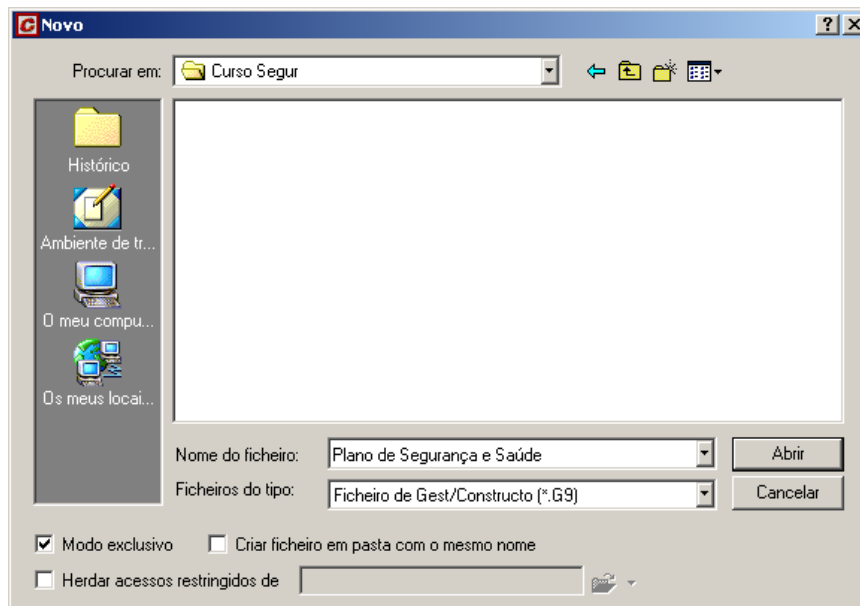 Novo
Procurar em: Curso Segur
Histórico
Ambiente de tr...
O meu compu...
Os meus locai...
Nome do ficheiro: Plano de Segurança e Saúde Abrir
Ficheiros do tipo: Ficheiro de Gest/Constructo (*.G9) Cancelar
Modo exclusivo Criar ficheiro em pasta com o mesmo nome
Herdar acessos restringidos de